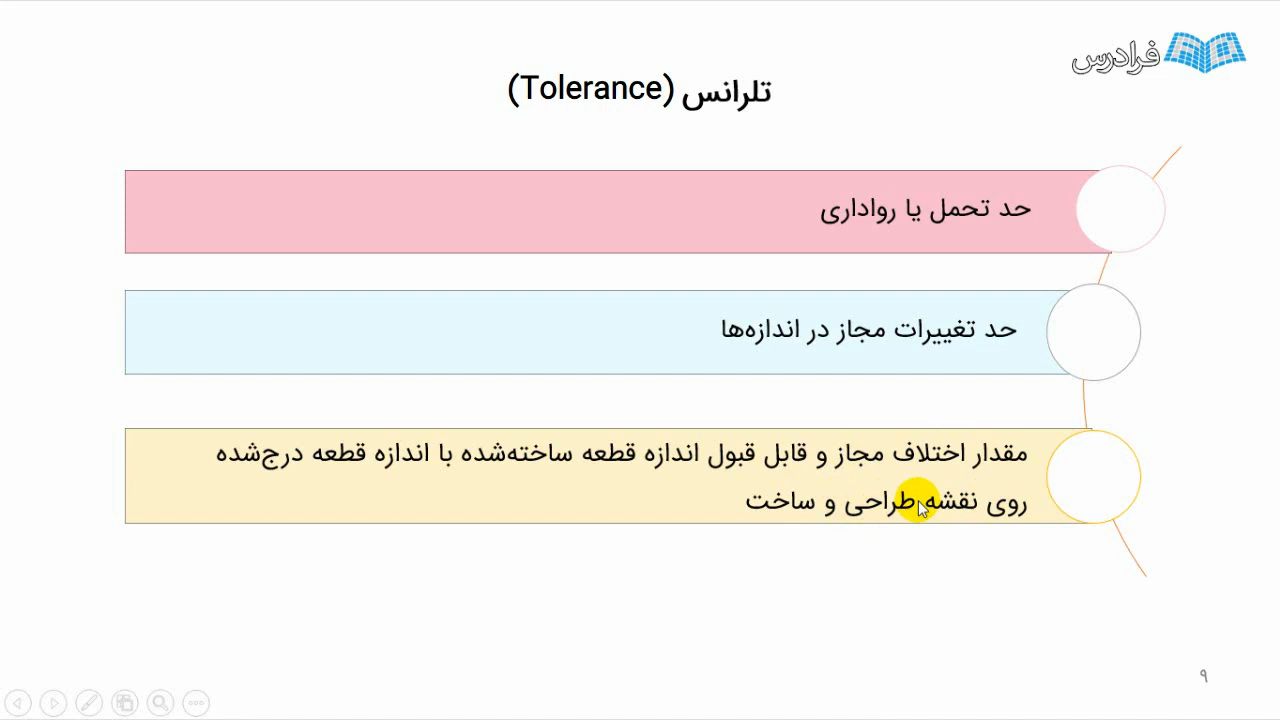 فرادرس
تلرانس (Tolerance)
حد تحمل یا رواداری
حد تغییرات مجاز در اندازه‌ها
مقدار اختلاف مجاز و قابل قبول اندازه قطعه ساخته‌شده با اندازه قطعه درج‌شده
روی نقشه طراحی و ساخت
۹